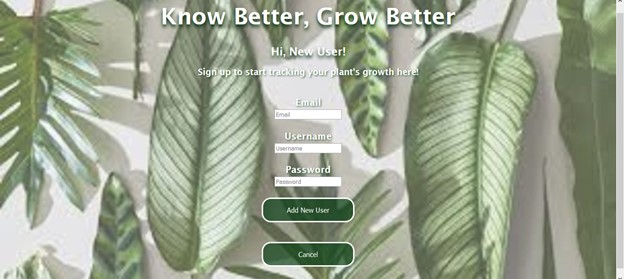 Know Better, Grow Better
Hi, New User!
Sign up to start tracking your plant's growth here!
Email
Email
Username
Username
Password
Password
Add New User
Cancel